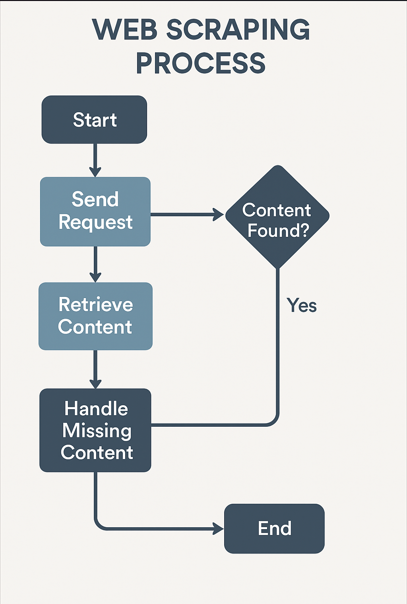 WEB SCRAPING
PROCESS
Start
Send
Request
Content
Found?
Retrieve
Content
Yes
Handle
Missing
Content
End